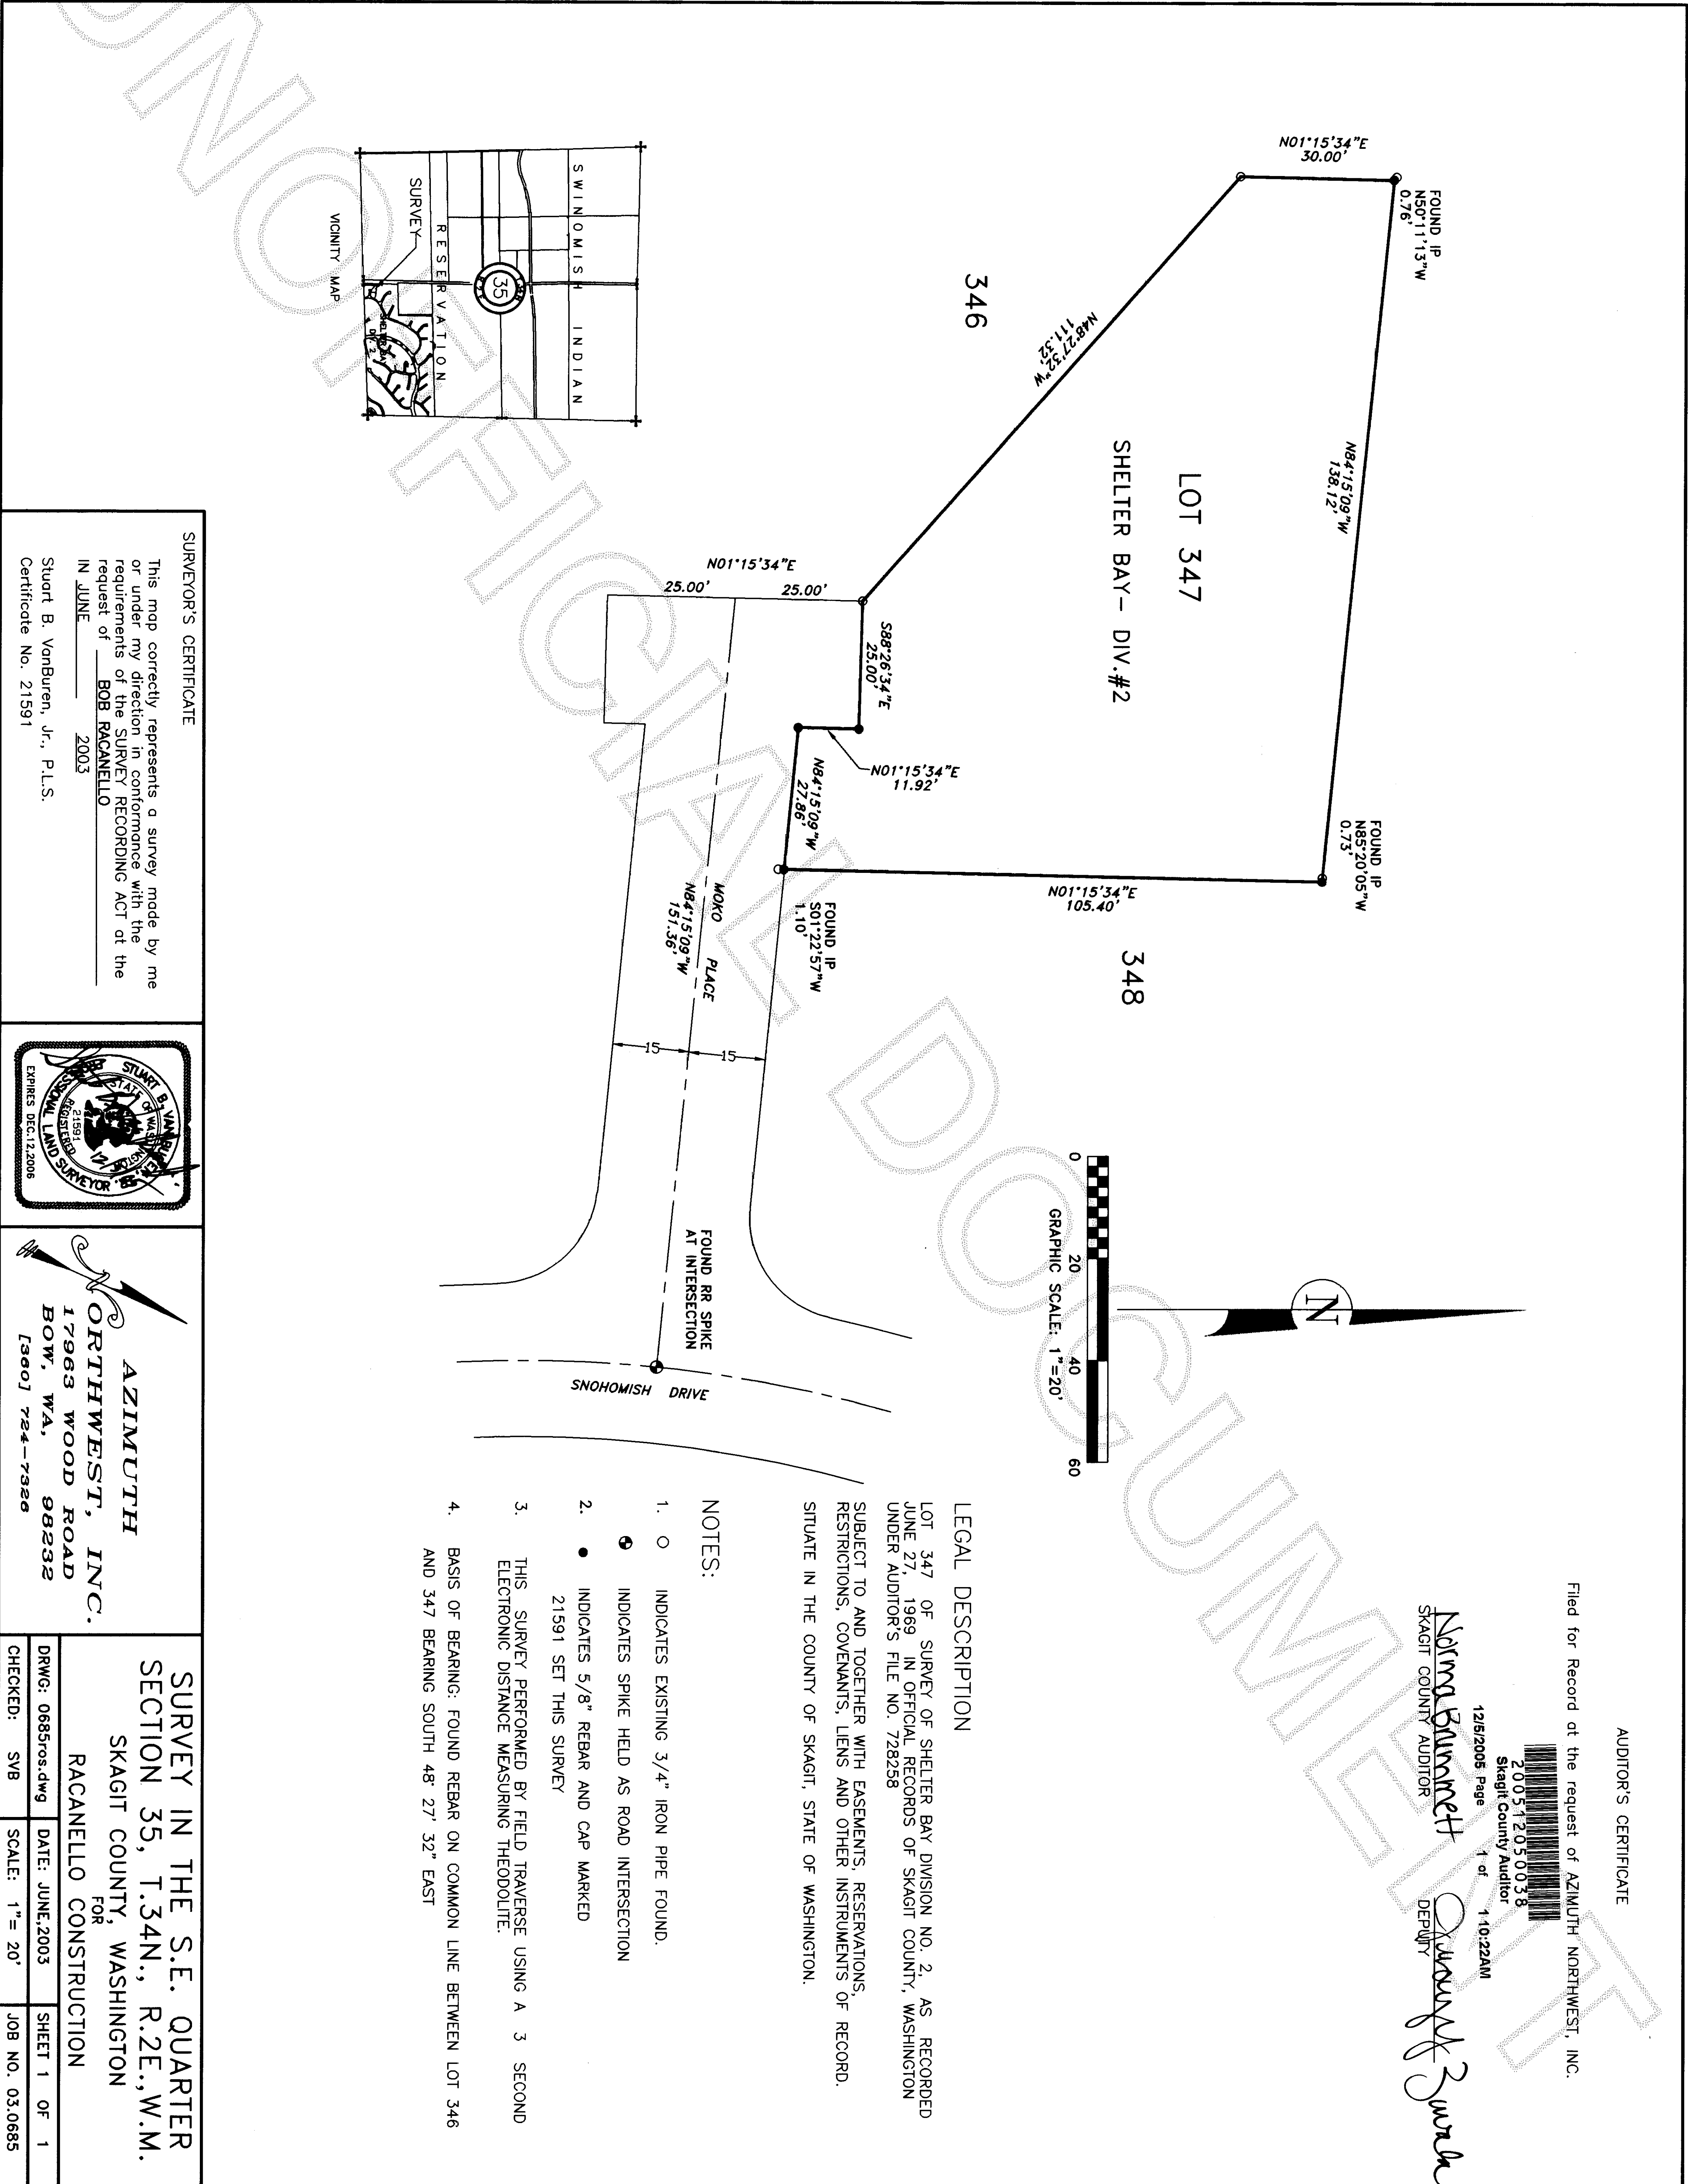 AUDITOR'S CERTIFICATE
Filed for Record at the request of AZIMUTH NORTHWEST, INC.
200512050038
Skagit County Auditor
12/5/2005 Page 1 of 1 10:22AM
Norma Brummett
SKAGIT COUNTY AUDITOR
DEPUTY
N01°15'34"E
30.00'
FOUND IP
N50°11'13"W
0.76'
N84°15'09"W
138.12'
FOUND IP
N85°20'05"W
0.73'
N48°27'32"W
111.32'
346
LOT 347
SHELTER BAY- DIV.#2
348
N01°15'34"E
105.40'
N01°15'34"E
25.00'
25.00'
S88°26'34"E
25.00'
N01°15'34"E
11.92'
N84°15'09"W
27.86'
FOUND IP
S01°22'57"W
1.10'
MOKO PLACE
N84°15'09"W
151.36'
15
15
FOUND RR SPIKE
AT INTERSECTION
SNOHOMISH DRIVE
N
0 20 40 60
GRAPHIC SCALE: 1"=20'
SWINOMISH INDIAN
RESERVATION
35
SURVEY
SHELTER BAY
DIV. 2
VICINITY MAP
LEGAL DESCRIPTION
LOT 347 OF SURVEY OF SHELTER BAY DIVISION NO. 2, AS RECORDED
JUNE 27, 1969 IN OFFICIAL RECORDS OF SKAGIT COUNTY, WASHINGTON
UNDER AUDITOR'S FILE NO. 728258
SUBJECT TO AND TOGETHER WITH EASEMENTS, RESERVATIONS,
RESTRICTIONS, COVENANTS, LIENS AND OTHER INSTRUMENTS OF RECORD.
SITUATE IN THE COUNTY OF SKAGIT, STATE OF WASHINGTON.
NOTES:
1. ○ INDICATES EXISTING 3/4" IRON PIPE FOUND.
INDICATES SPIKE HELD AS ROAD INTERSECTION
2. ● INDICATES 5/8" REBAR AND CAP MARKED
21591 SET THIS SURVEY
3. THIS SURVEY PERFORMED BY FIELD TRAVERSE USING A 3 SECOND
ELECTRONIC DISTANCE MEASURING THEODOLITE.
4. BASIS OF BEARING: FOUND REBAR ON COMMON LINE BETWEEN LOT 346
AND 347 BEARING SOUTH 48° 27' 32" EAST
SURVEYOR'S CERTIFICATE
This map correctly represents a survey made by me
or under my direction in conformance with the
requirements of the SURVEY RECORDING ACT at the
request of BOB RACANELLO
IN JUNE 2003
Stuart B. VanBuren, Jr., P.L.S.
Certificate No. 21591
STUART B. VANBUREN, JR.
STATE OF WASHINGTON
21591
REGISTERED
PROFESSIONAL LAND SURVEYOR
EXPIRES DEC.12,2006
AZIMUTH
NORTHWEST, INC.
17963 WOOD ROAD
BOW, WA, 98232
[360] 724-7326
SURVEY IN THE S.E. QUARTER
SECTION 35, T.34N., R.2E.,W.M.
SKAGIT COUNTY, WASHINGTON
FOR
RACANELLO CONSTRUCTION
DRWG: 0685ros.dwg DATE: JUNE,2003 SHEET 1 OF 1
CHECKED: SVB SCALE: 1"= 20' JOB NO. 03.0685
UNOFFICIAL DOCUMENT